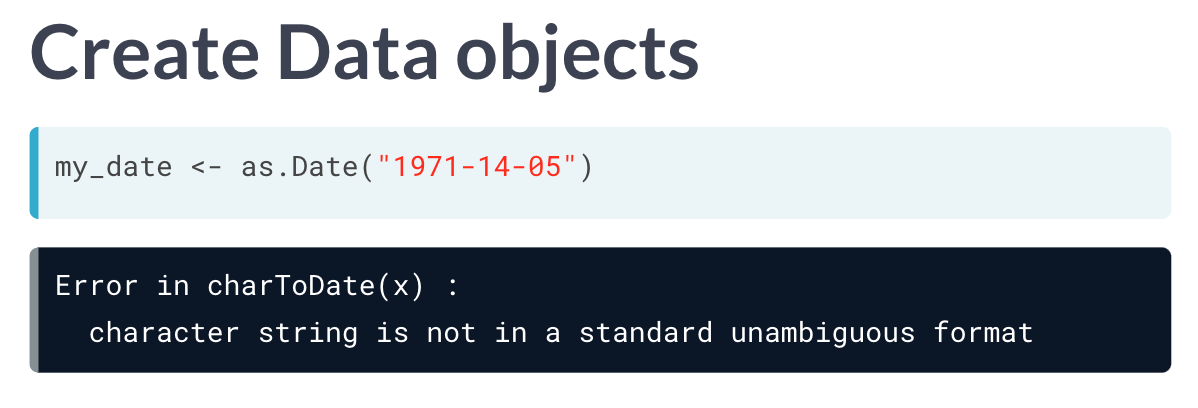 Create Data objects
my_date <- as.Date("1971-14-05")
Error in charToDate(x) :
  character string is not in a standard unambiguous format